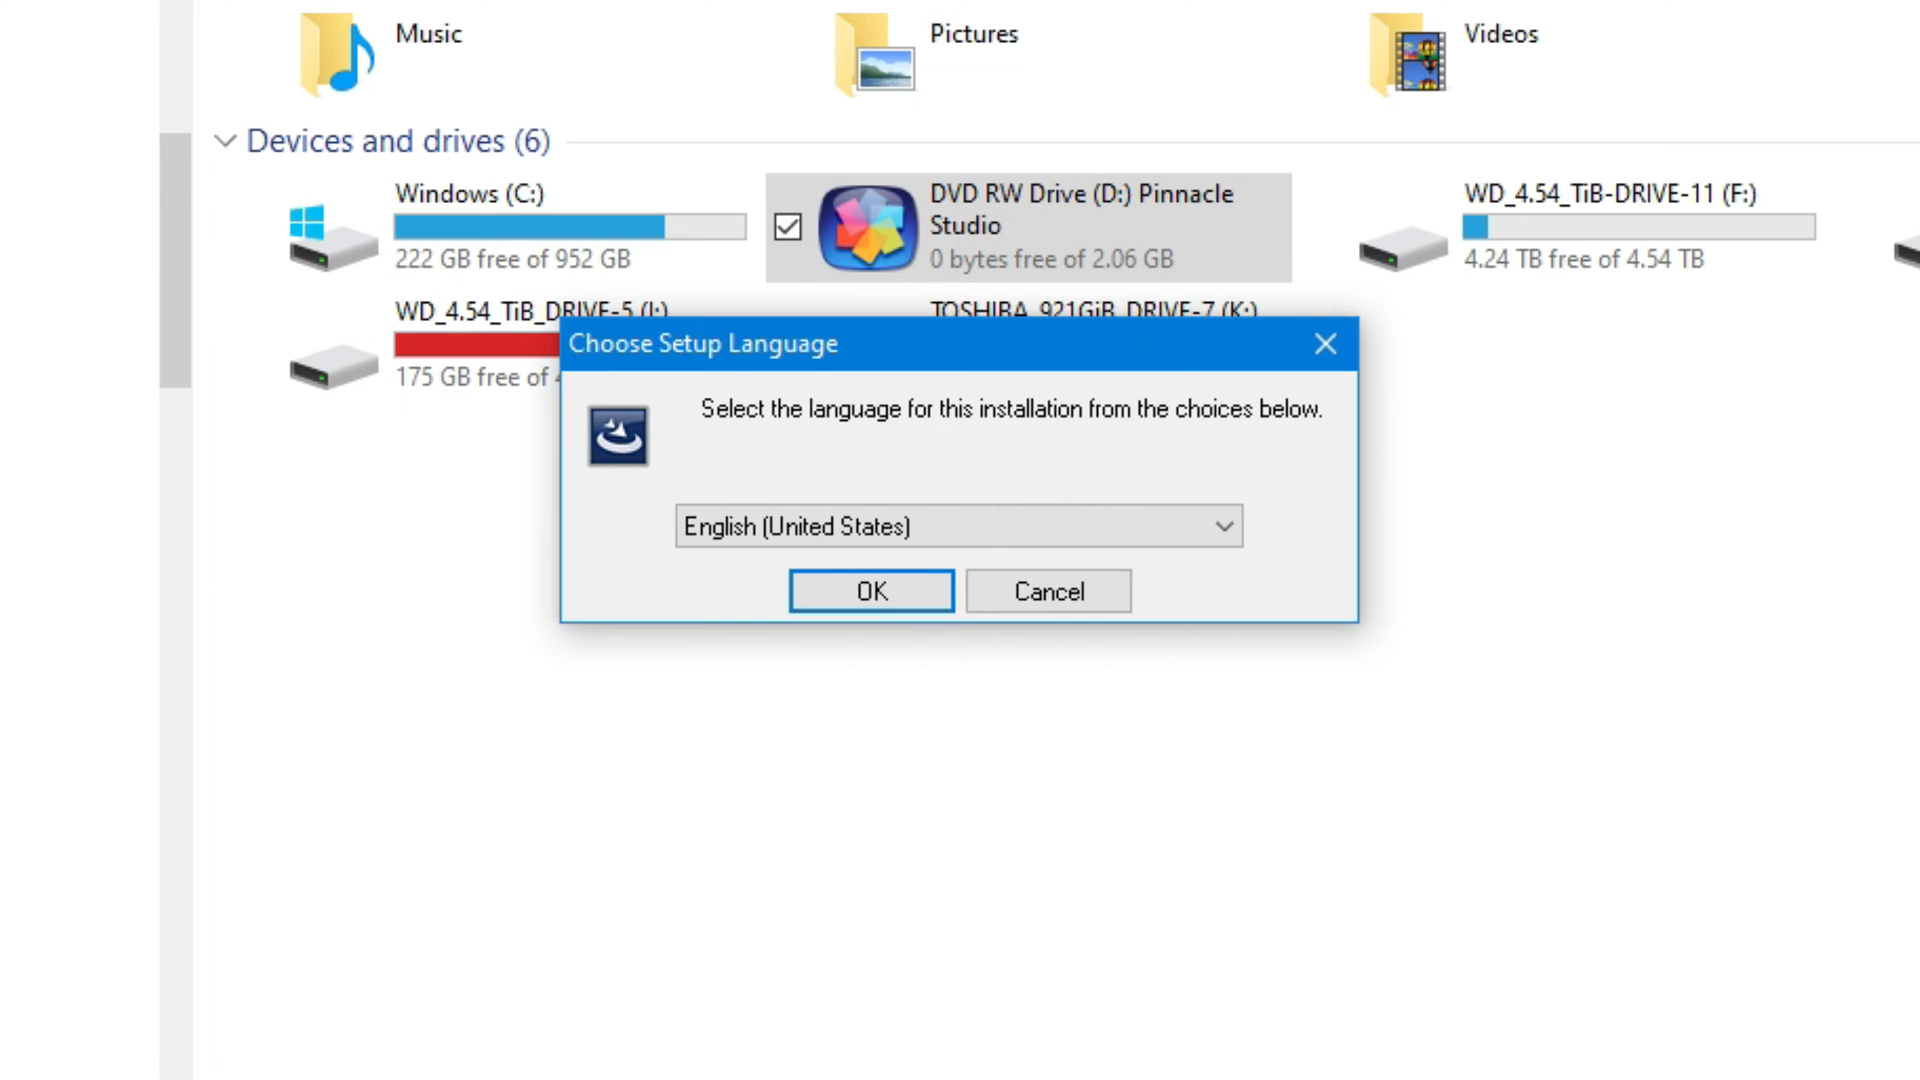 Music
Pictures
Videos
Devices and drives (6)
Windows (C:)
222 GB free of 952 GB
DVD RW Drive (D:) Pinnacle
Studio
0 bytes free of 2.06 GB
WD_4.54_TiB-DRIVE-11 (F:)
4.24 TB free of 4.54 TB
WD_4.54_TiB_DRIVE-5 (I:)
175 GB free of
TOSHIBA_921GiB_DRIVE-7 (K:)
Choose Setup Language
Select the language for this installation from the choices below.
English (United States)
OK
Cancel